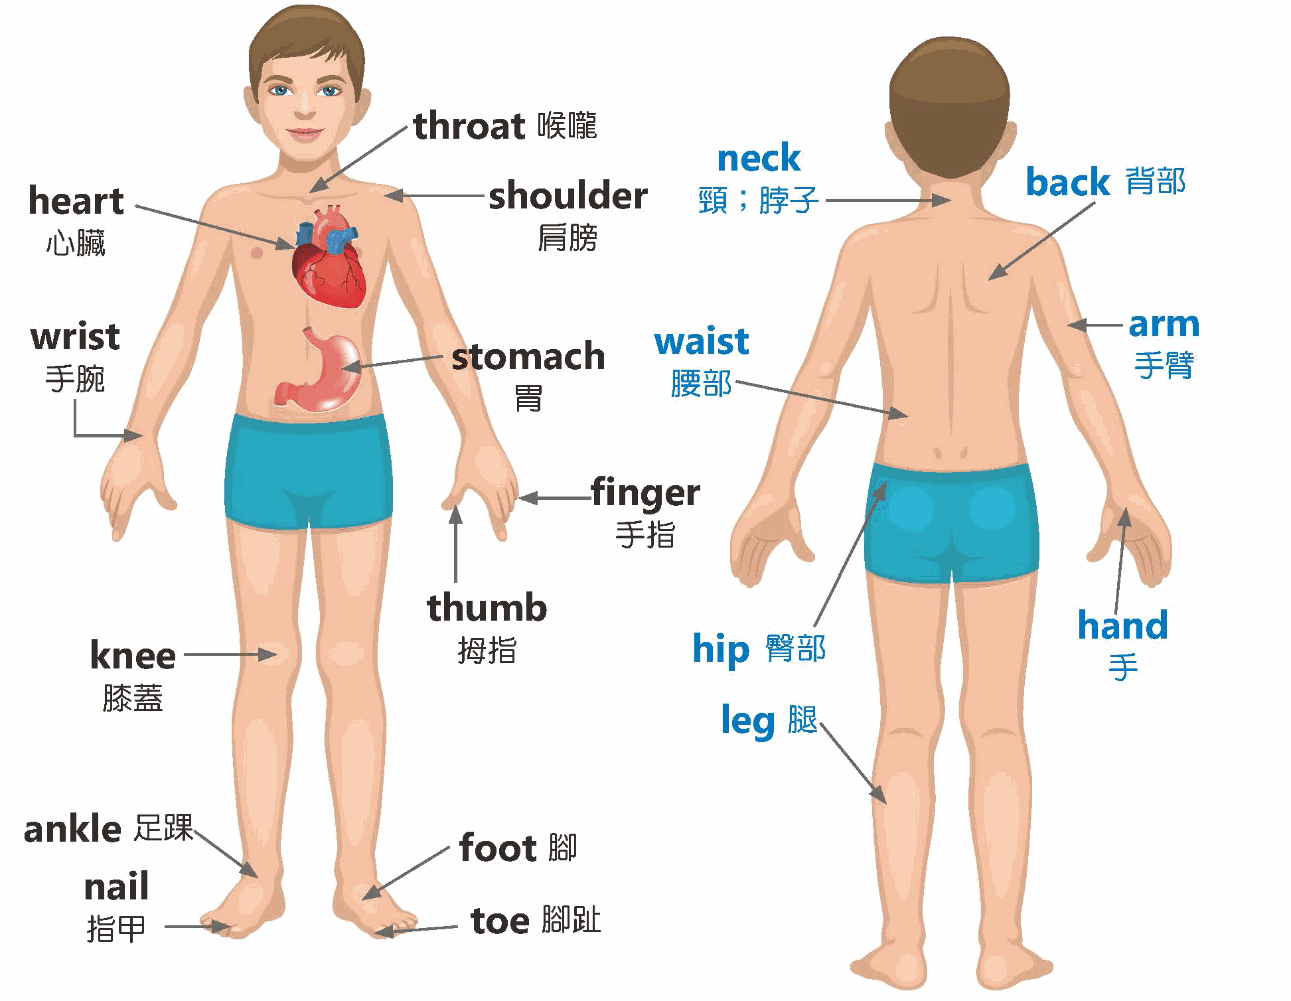 throat 喉嚨
heart
心臟
shoulder
肩膀
wrist
手腕
stomach
胃
finger
手指
thumb
拇指
knee
膝蓋
ankle 足踝
nail
指甲
foot 腳
toe 腳趾
neck
頸；脖子
back 背部
arm
手臂
waist
腰部
hip 臀部
hand
手
leg 腿